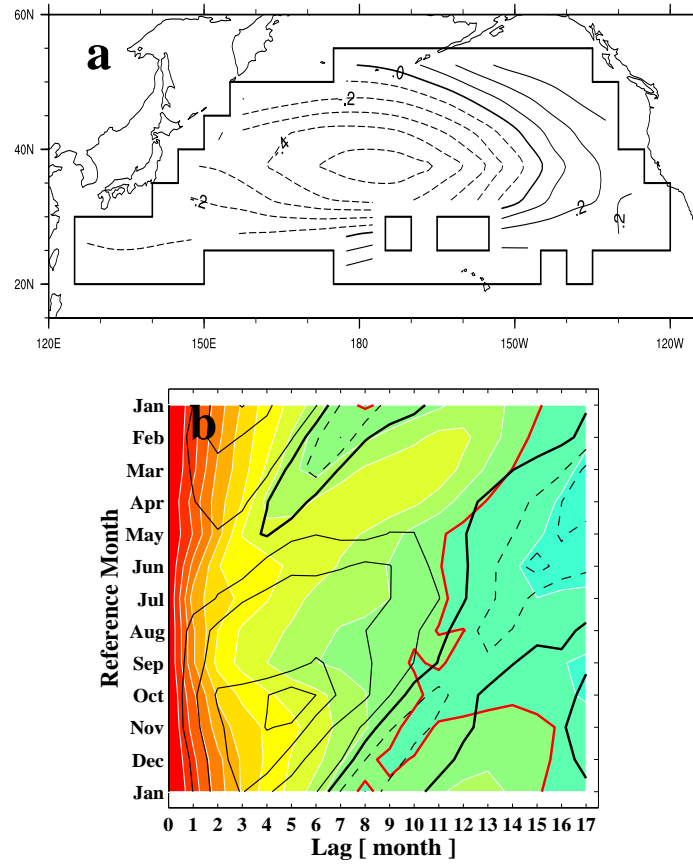 60N
a
.0
.2
40N
.4
.2
.2
.2
20N
120E 150E 180E 150W 120W
b
Jan
Feb
Mar
Apr
May
Jun
Jul
Aug
Sep
Oct
Nov
Dec
Jan
Reference Month
0 1 2 3 4 5 6 7 8 9 10 11 12 13 14 15 16 17
Lag [ month ]